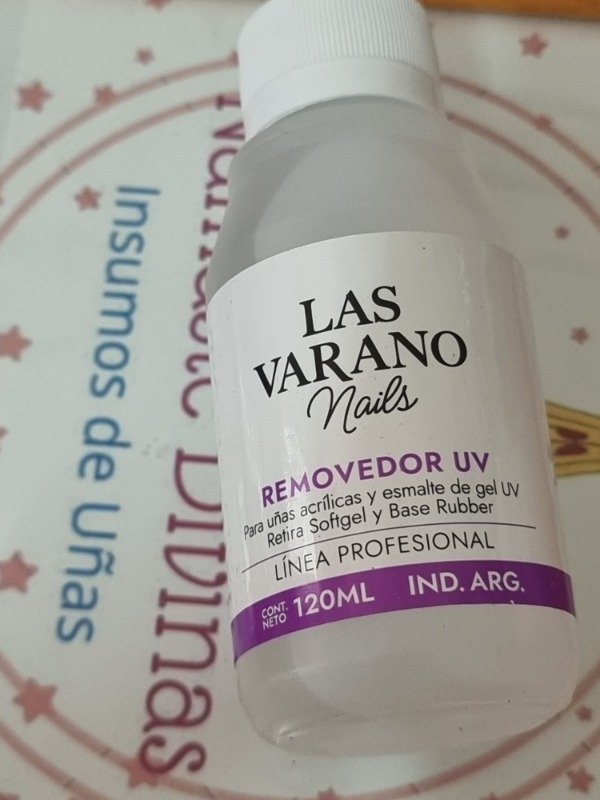 LAS
VARANO
Nails
REMOVEDOR UV
Para uñas acrílicas y esmalte de gel UV
Retira Softgel y Base Rubber
LÍNEA PROFESIONAL
CONT.
NETO 120ML IND. ARG.
Divinas
Insumos de Uñas